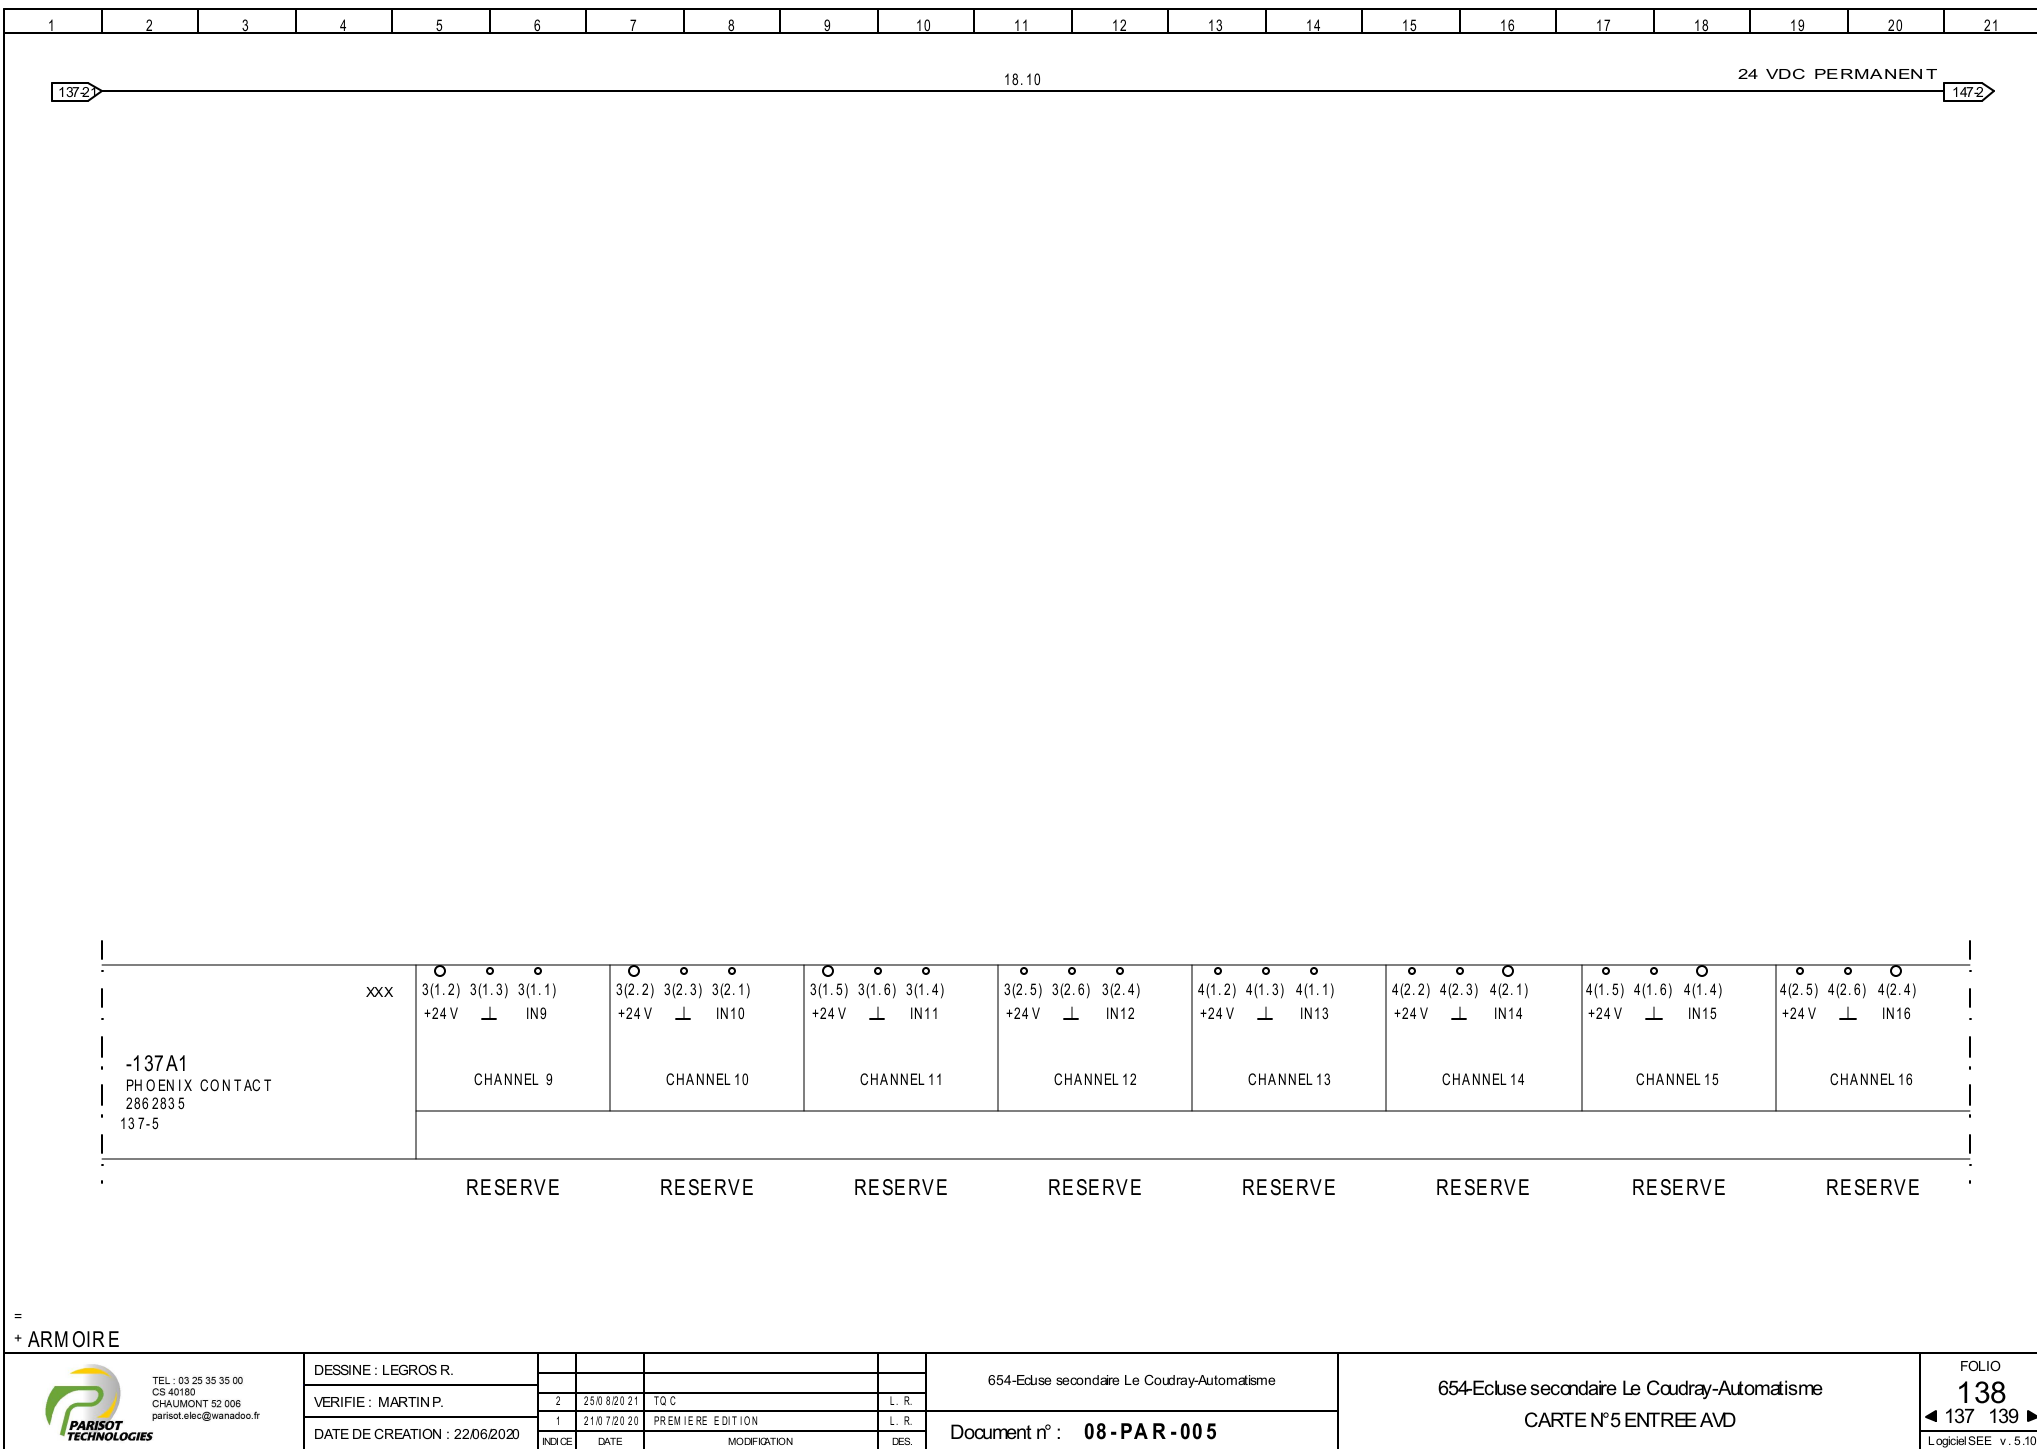 1 2 3 4 5 6 7 8 9 10 11 12 13 14 15 16 17 18 19 20 21
18.10
24 VDC PERMANENT
137-21
147-2
XXX
3(1.2) 3(1.3) 3(1.1) 3(2.2) 3(2.3) 3(2.1) 3(1.5) 3(1.6) 3(1.4) 3(2.5) 3(2.6) 3(2.4) 4(1.2) 4(1.3) 4(1.1) 4(2.2) 4(2.3) 4(2.1) 4(1.5) 4(1.6) 4(1.4) 4(2.5) 4(2.6) 4(2.4)
+24V ⊥ IN9 +24V ⊥ IN10 +24V ⊥ IN11 +24V ⊥ IN12 +24V ⊥ IN13 +24V ⊥ IN14 +24V ⊥ IN15 +24V ⊥ IN16
-137A1
PHOENIX CONTACT
2862835
137-5
CHANNEL 9 CHANNEL 10 CHANNEL 11 CHANNEL 12 CHANNEL 13 CHANNEL 14 CHANNEL 15 CHANNEL 16
RESERVE RESERVE RESERVE RESERVE RESERVE RESERVE RESERVE RESERVE
=
+ ARMOIRE
PARISOT
TECHNOLOGIES
TEL : 03 25 35 35 00
CS 40180
CHAUMONT 52 006
parisot.elec@wanadoo.fr
DESSINE : LEGROS R.
VERIFIE : MARTIN P.
DATE DE CREATION : 22/06/2020
2 25/08/2021 TQC L. R.
1 21/07/2020 PREMIERE EDITION L. R.
INDICE DATE MODIFICATION DES.
654-Ecluse secondaire Le Coudray-Automatisme
Document n° : 08-PAR-005
654-Ecluse secondaire Le Coudray-Automatisme
CARTE N°5 ENTREE AVD
FOLIO
138
◄ 137 139 ►
Logiciel SEE v. 5.10